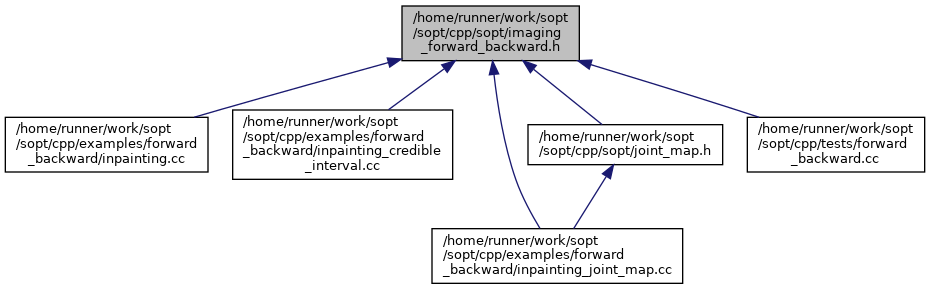 /home/runner/work/sopt
/sopt/cpp/sopt/imaging
_forward_backward.h
/home/runner/work/sopt
/sopt/cpp/examples/forward
_backward/inpainting.cc
/home/runner/work/sopt
/sopt/cpp/examples/forward
_backward/inpainting_credible
_interval.cc
/home/runner/work/sopt
/sopt/cpp/sopt/joint_map.h
/home/runner/work/sopt
/sopt/cpp/tests/forward
_backward.cc
/home/runner/work/sopt
/sopt/cpp/examples/forward
_backward/inpainting_joint_map.cc